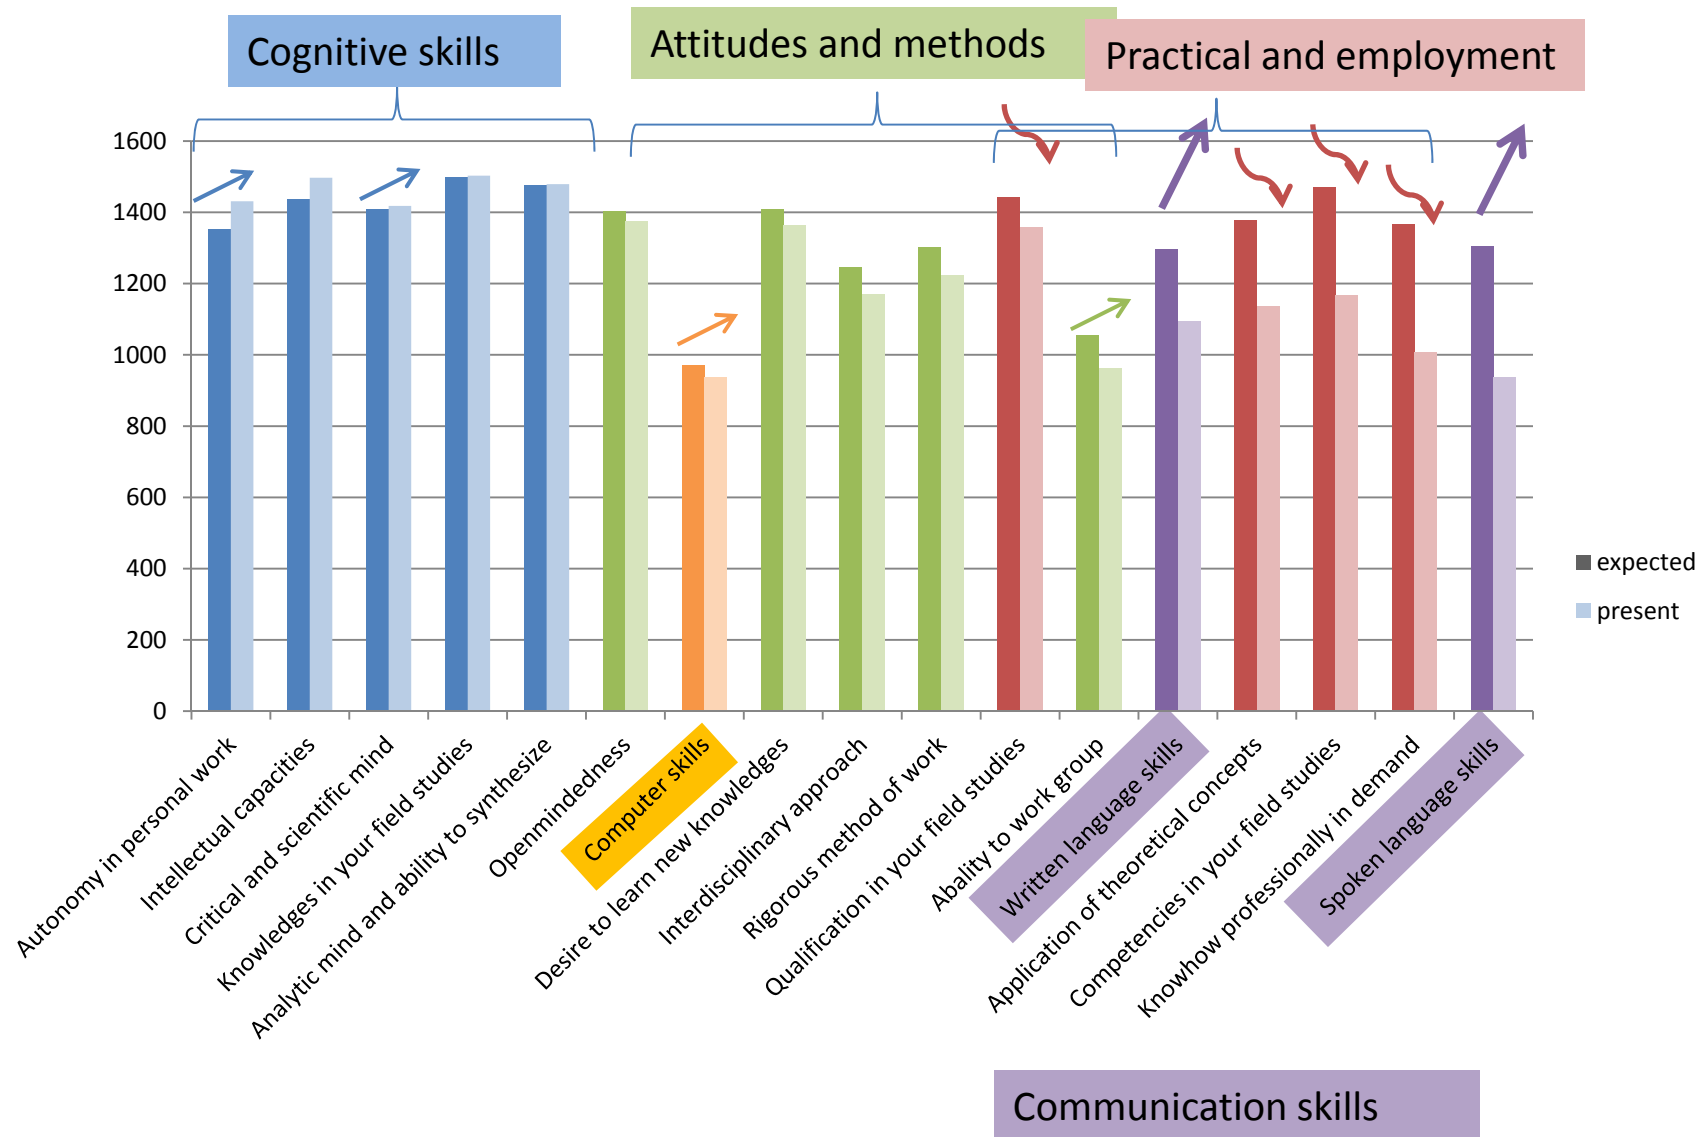 Cognitive skills
Attitudes and methods
Practical and employment
1600
1400
1200
1000
800
600
400
200
0
expected
present
Autonomy in personal work
Intellectual capacities
Critical and scientific mind
Knowledges in your field studies
Analytic mind and ability to synthesize
Openmindedness
Computer skills
Desire to learn new knowledges
Interdisciplinary approach
Rigorous method of work
Qualification in your field studies
Abality to work group
Written language skills
Application of theoretical concepts
Competencies in your field studies
Knowhow professionally in demand
Spoken language skills
Communication skills